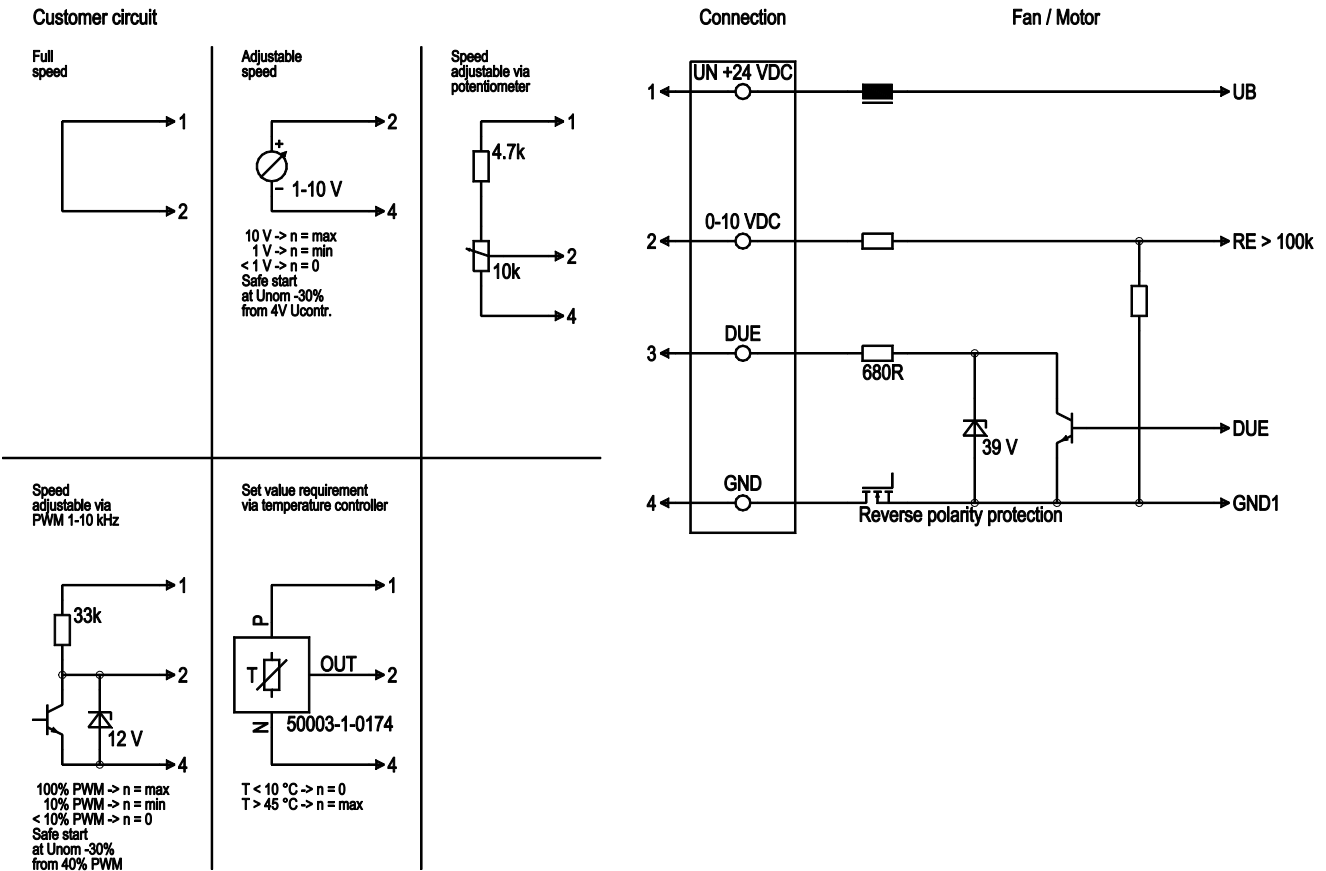 Customer circuit
Connection
Fan / Motor
Full
speed
1
2
Adjustable
speed
2
+
– 1-10 V
4
10 V -> n = max
1 V -> n = min
< 1 V -> n = 0
Safe start
at Unom -30%
from 4V Ucontr.
Speed
adjustable via
potentiometer
1
4.7k
2
10k
4
Speed
adjustable via
PWM 1-10 kHz
1
33k
2
12 V
4
100% PWM -> n = max
10% PWM -> n = min
< 10% PWM -> n = 0
Safe start
at Unom -30%
from 40% PWM
Set value requirement
via temperature controller
1
P
T
OUT
2
N
50003-1-0174
4
T < 10 °C -> n = 0
T > 45 °C -> n = max
UN +24 VDC
1
UB
0-10 VDC
2
RE > 100k
DUE
3
680R
39 V
DUE
GND
4
GND1
Reverse polarity protection